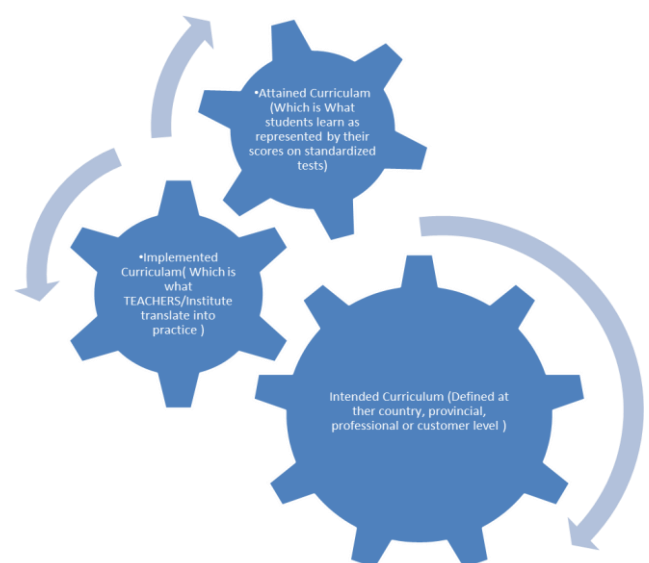 •Attained Curriculam
(Which is What
students learn as
represented by their
scores on standardized
tests)
•Implemented
Curriculam( Which is
what
TEACHERS/Institute
translate into
practice )
Intended Curriculum (Defined at
ther country, provincial,
professional or customer level )